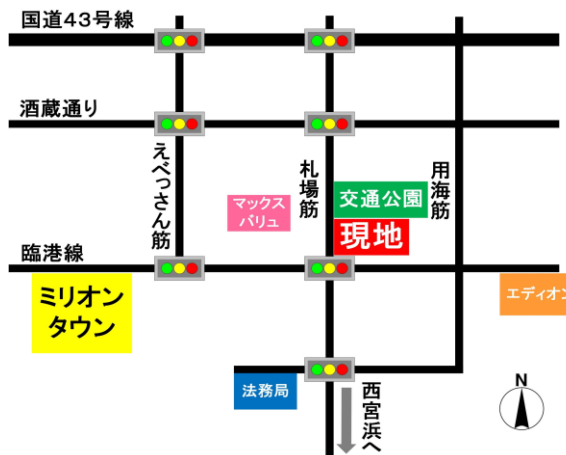 国道43号線
酒蔵通り
えべっさん筋
札場筋
用海筋
マックス
バリュ
交通公園
現地
臨港線
ミリオン
タウン
エディオン
法務局
西宮浜へ
N